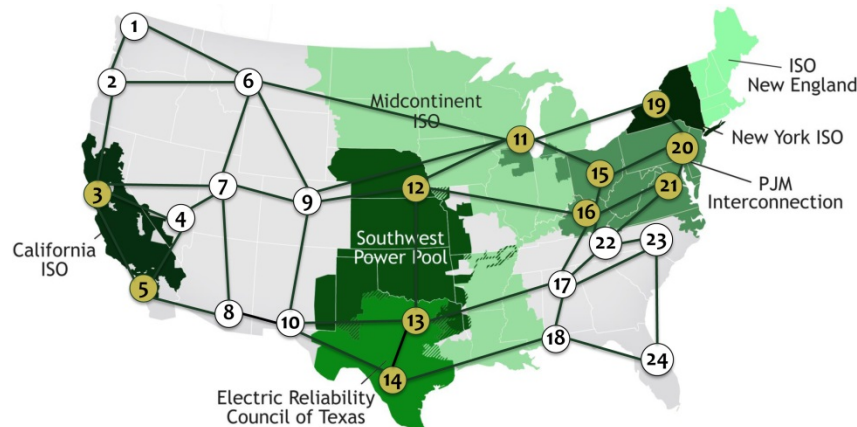 1
2
6
Midcontinent
ISO
ISO
New England
19
11
New York ISO
20
15
PJM
Interconnection
3
7
12
21
9
4
16
California
ISO
Southwest
Power Pool
22
23
5
17
8
10
13
18
14
24
Electric Reliability
Council of Texas